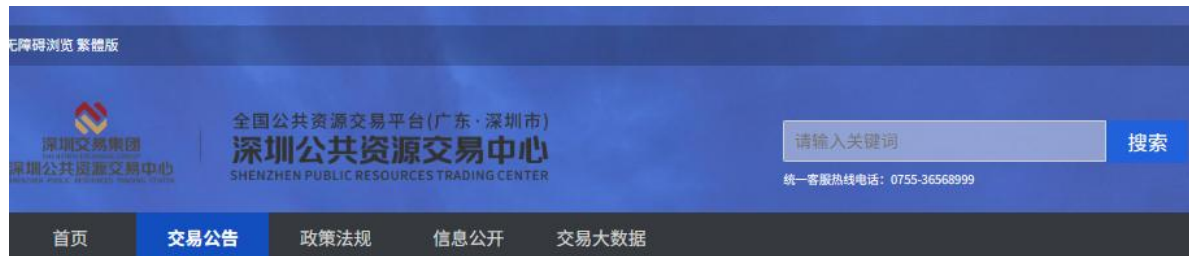 无障碍浏览 繁體版
深圳交易集团
深圳公共资源交易中心
全国公共资源交易平台(广东·深圳市)
深圳公共资源交易中心
SHENZHEN PUBLIC RESOURCES TRADING CENTER
请输入关键词
搜索
统一客服热线电话：0755-36568999
首页 交易公告 政策法规 信息公开 交易大数据